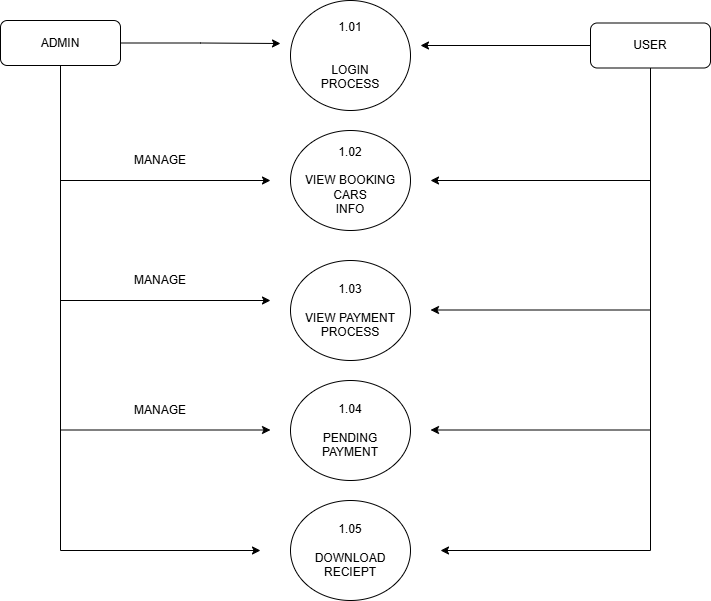 ADMIN
1.01
LOGIN
PROCESS
USER
MANAGE
1.02
VIEW BOOKING
CARS
INFO
MANAGE
1.03
VIEW PAYMENT
PROCESS
MANAGE
1.04
PENDING
PAYMENT
1.05
DOWNLOAD
RECIEPT